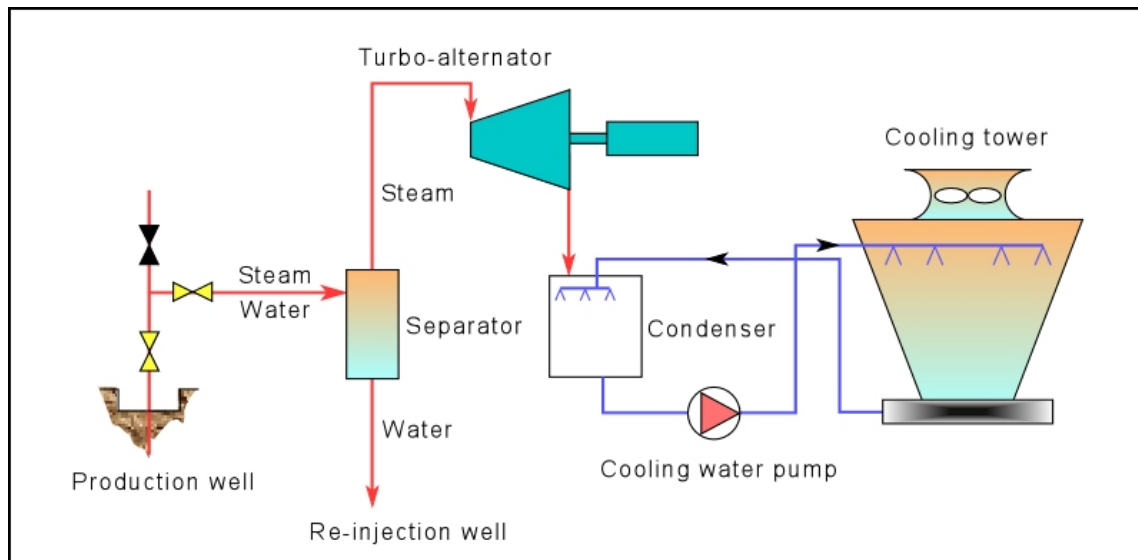 Turbo-alternator
Cooling tower
Steam
Steam
Water
Separator
Condenser
Water
Cooling water pump
Production well
Re-injection well